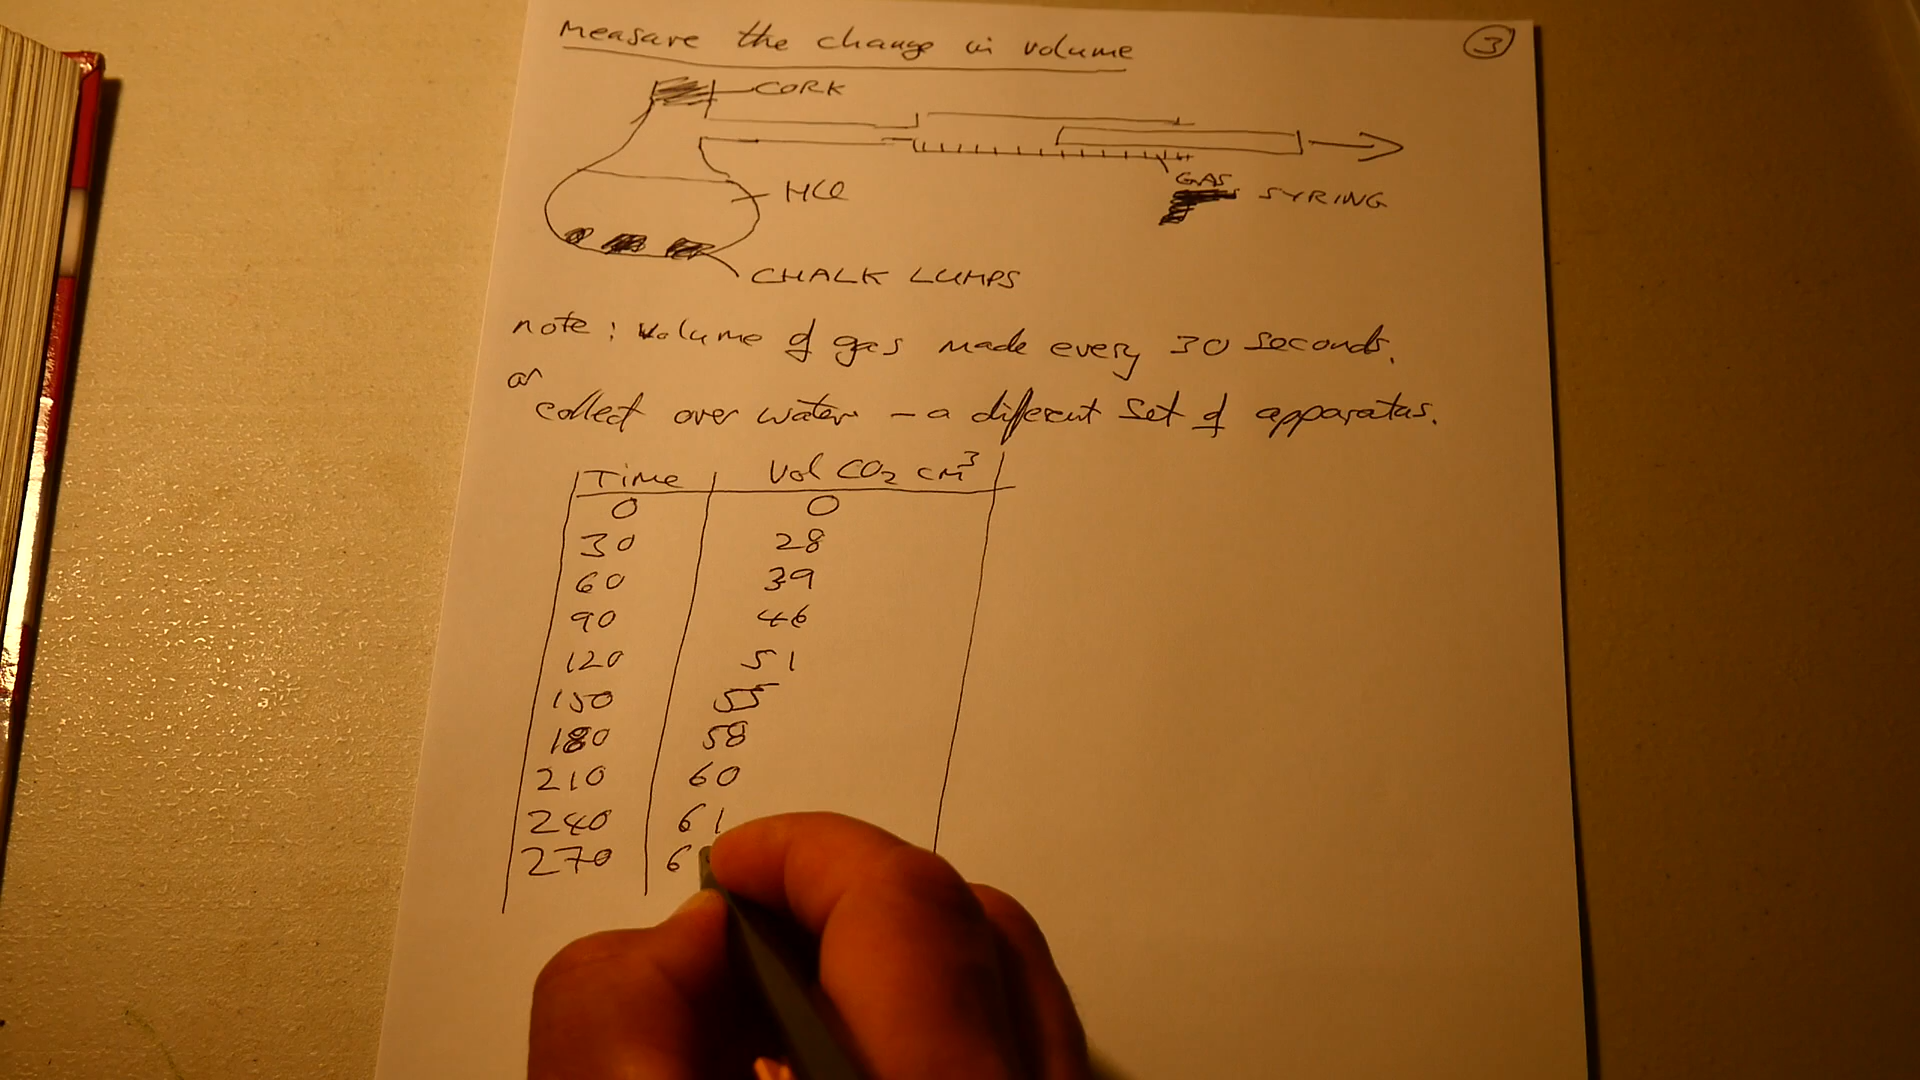 measure the change in volume
3
CORK
HCl
GAS SYRING
CHALK LUMPS
note: Volume of gas made every 30 seconds.
or
collect over water - a different set of apparatus.
Time Vol CO2 cm3
0 0
30 28
60 39
90 46
120 51
150 55
180 58
210 60
240 61
270 6